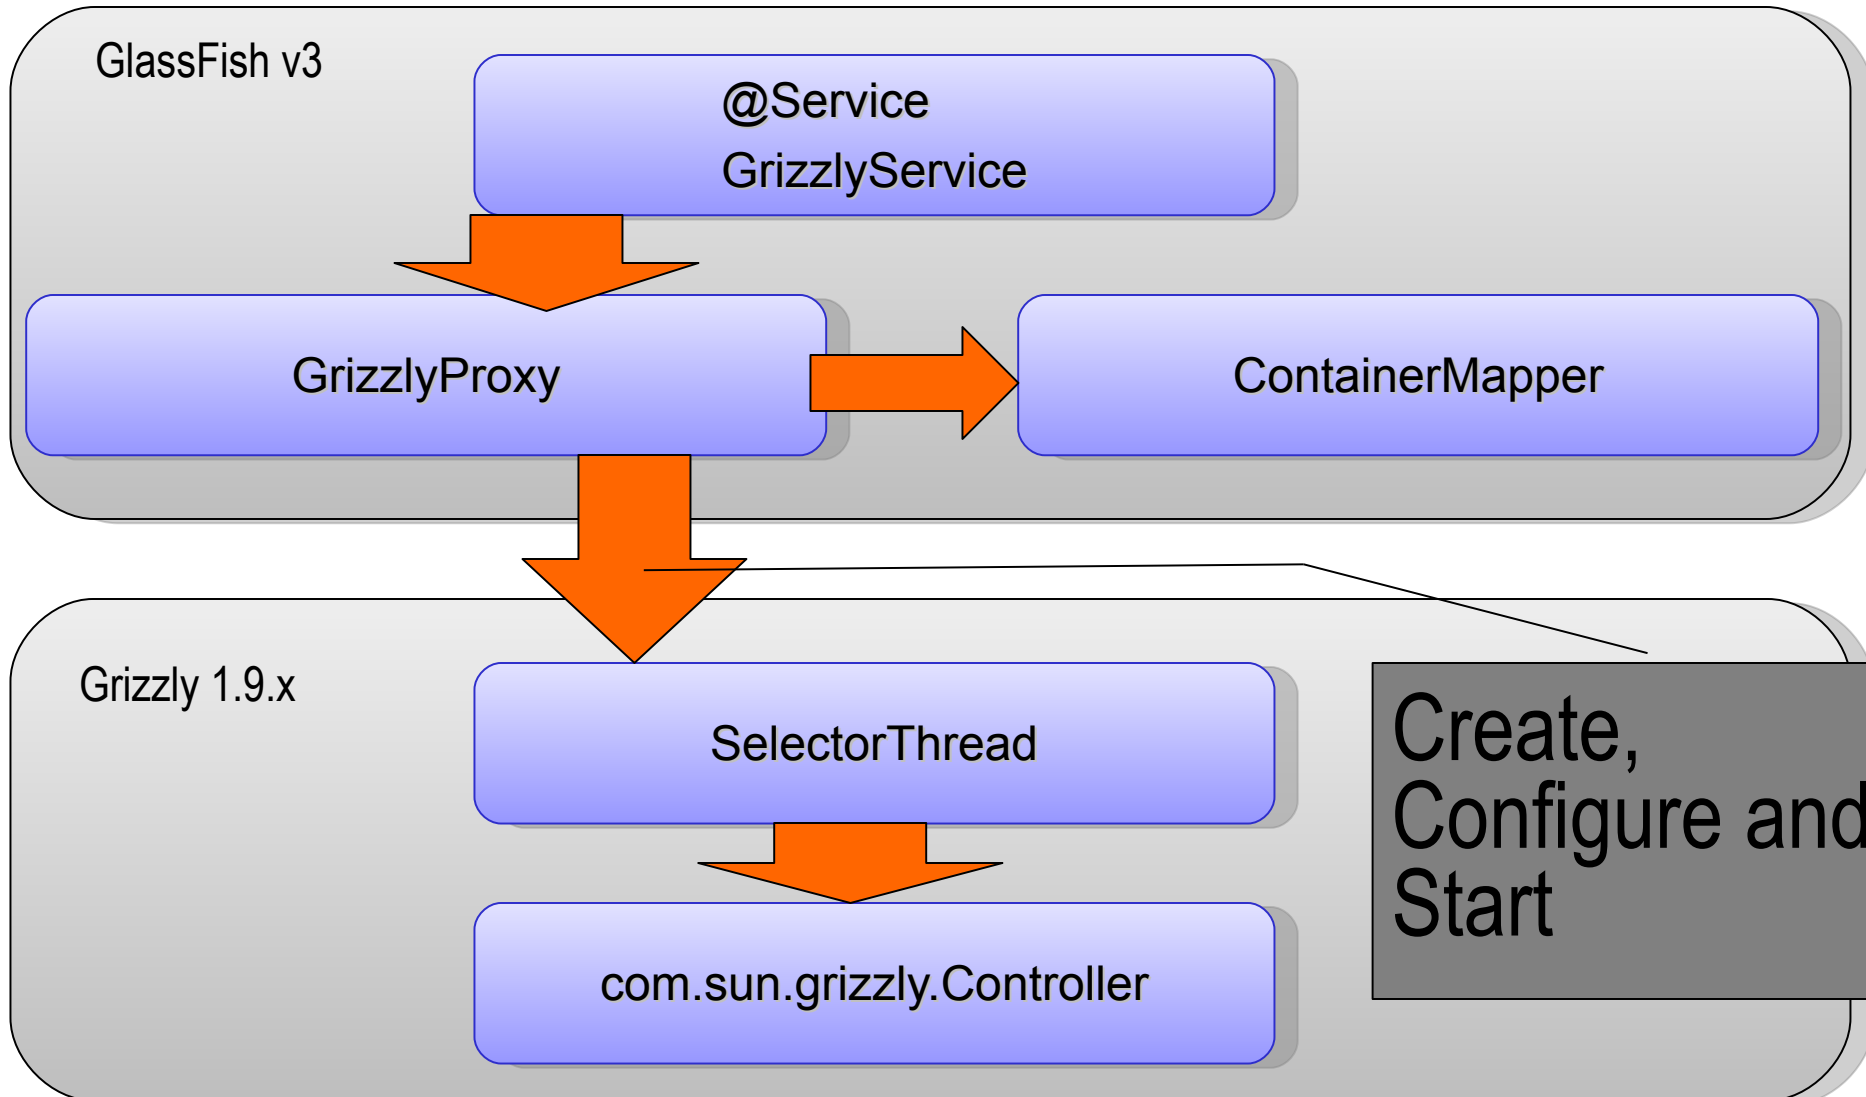 GlassFish v3
@Service
GrizzlyService
GrizzlyProxy
ContainerMapper
Grizzly 1.9.x
SelectorThread
Create,
Configure and
Start
com.sun.grizzly.Controller